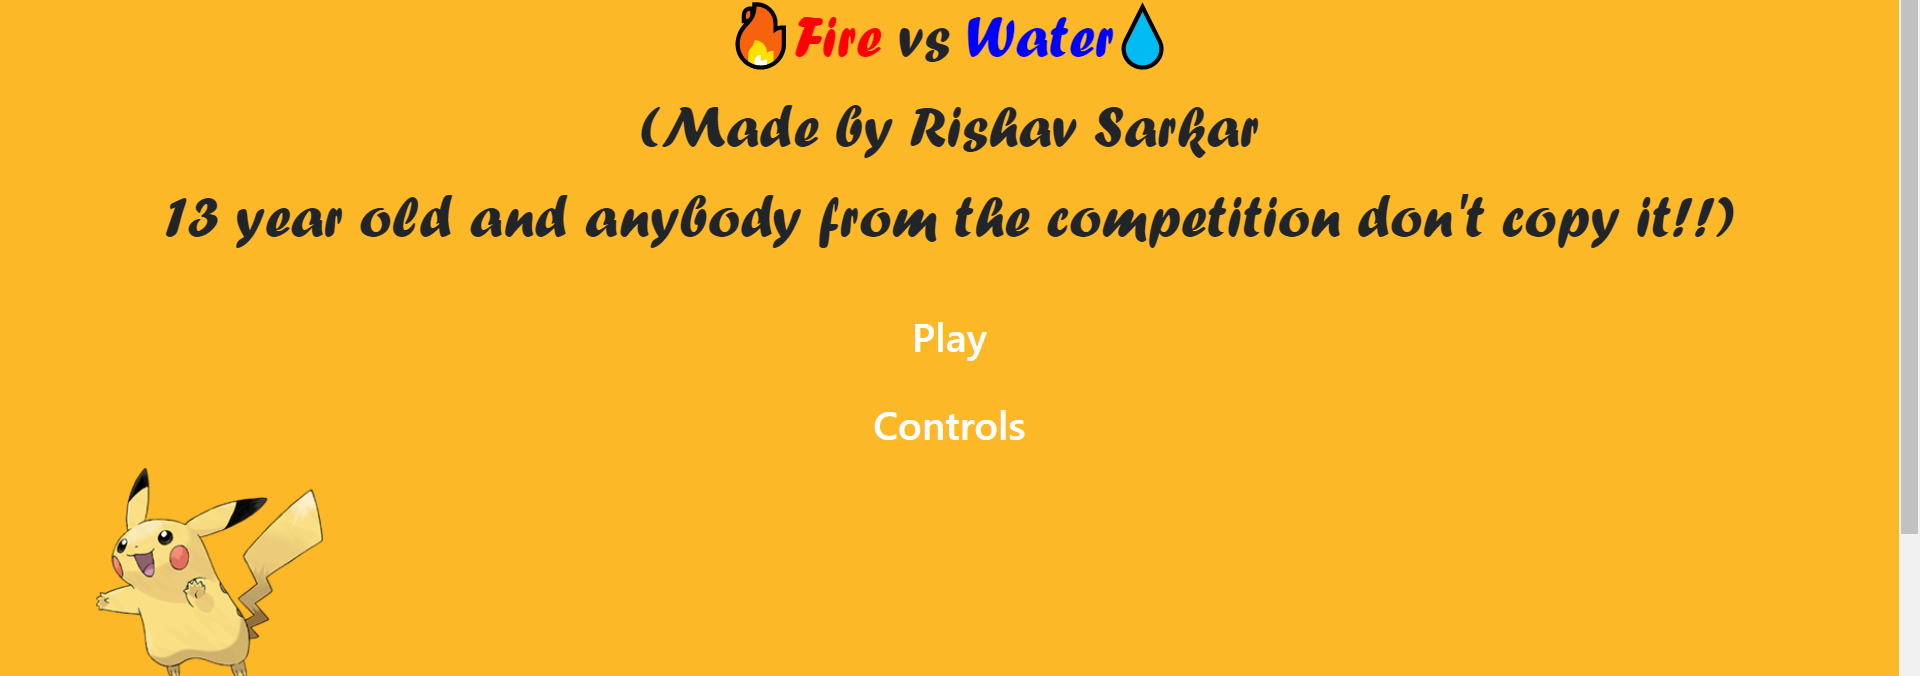 🔥Fire vs Water💧
(Made by Rishav Sarkar
13 year old and anybody from the competition don't copy it!!)
Play
Controls